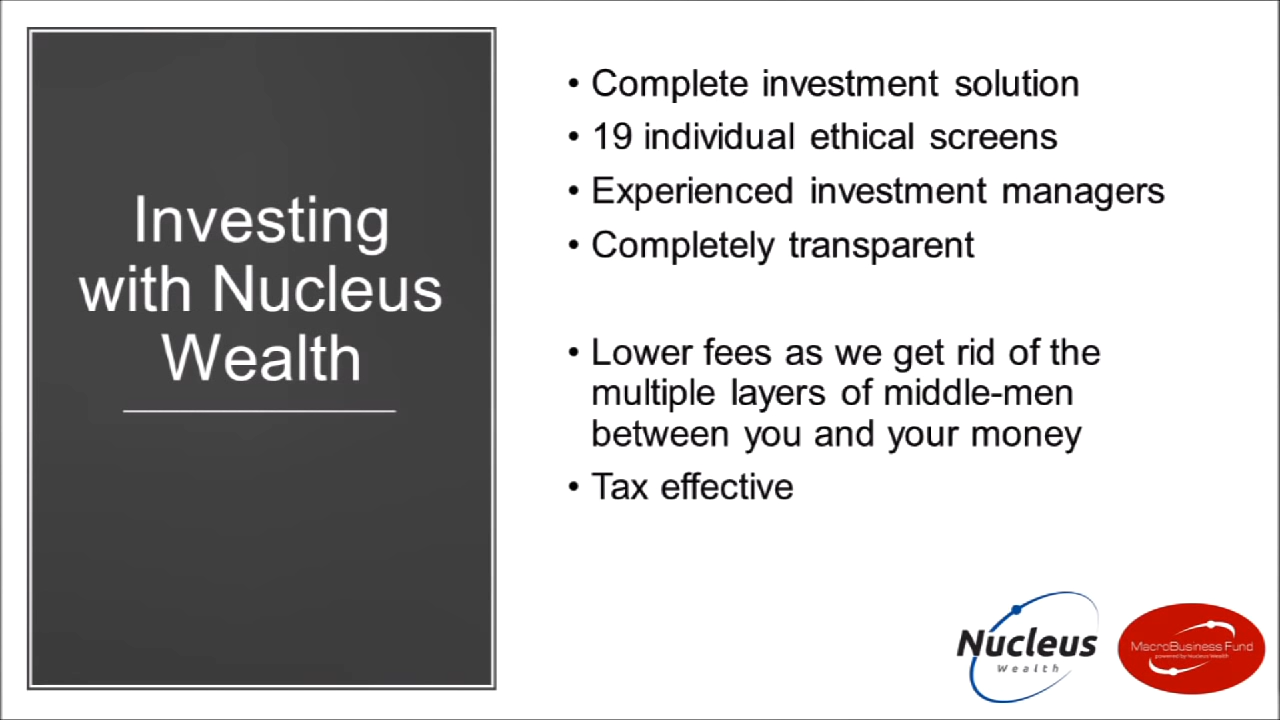 Investing
with Nucleus
Wealth
• Complete investment solution
• 19 individual ethical screens
• Experienced investment managers
• Completely transparent
• Lower fees as we get rid of the
multiple layers of middle-men
between you and your money
• Tax effective
Nucleus
Wealth
MacroBusiness Fund
powered by Nucleus Wealth